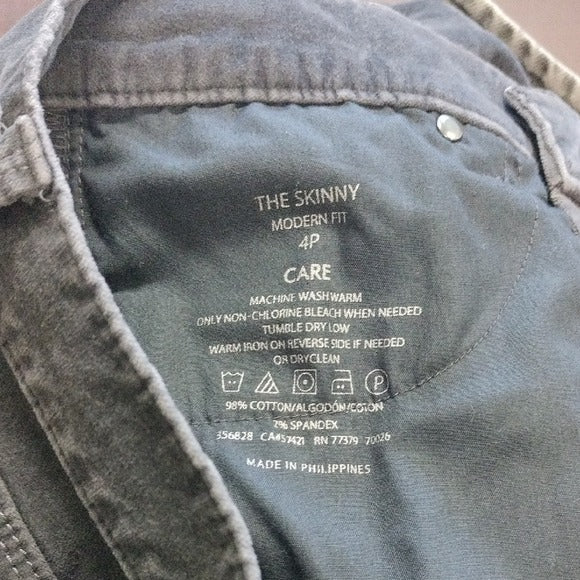 THE SKINNY
MODERN FIT
4P
CARE
MACHINE WASH WARM
ONLY NON-CHLORINE BLEACH WHEN NEEDED
TUMBLE DRY LOW
WARM IRON ON REVERSE SIDE IF NEEDED
OR DRYCLEAN
P
98% COTTON/ALGODÓN/COTON
2% SPANDEX
356828 CA#57421 RN 77379 70026
MADE IN PHILIPPINES